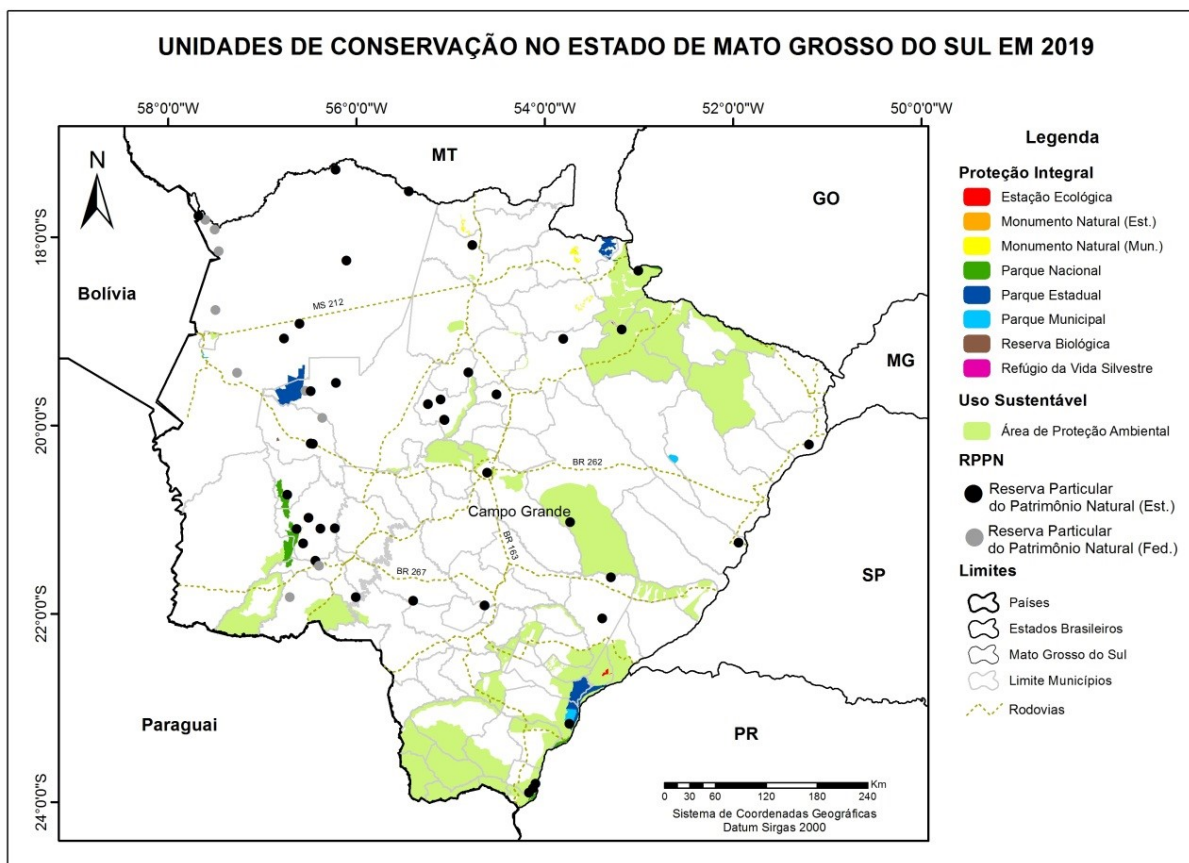 UNIDADES DE CONSERVAÇÃO NO ESTADO DE MATO GROSSO DO SUL EM 2019
58°0'0"W
56°0'0"W
54°0'0"W
52°0'0"W
50°0'0"W
N
MT
GO
18°0'0"S
Bolívia
MS 212
MG
20°0'0"S
BR 262
Campo Grande
BR 163
BR 267
SP
22°0'0"S
Paraguai
PR
24°0'0"S
Km
0 30 60 120 180 240
Sistema de Coordenadas Geográficas
Datum Sirgas 2000
Legenda
Proteção Integral
Estação Ecológica
Monumento Natural (Est.)
Monumento Natural (Mun.)
Parque Nacional
Parque Estadual
Parque Municipal
Reserva Biológica
Refúgio da Vida Silvestre
Uso Sustentável
Área de Proteção Ambiental
RPPN
Reserva Particular
do Patrimônio Natural (Est.)
Reserva Particular
do Patrimônio Natural (Fed.)
Limites
Países
Estados Brasileiros
Mato Grosso do Sul
Limite Municípios
Rodovias